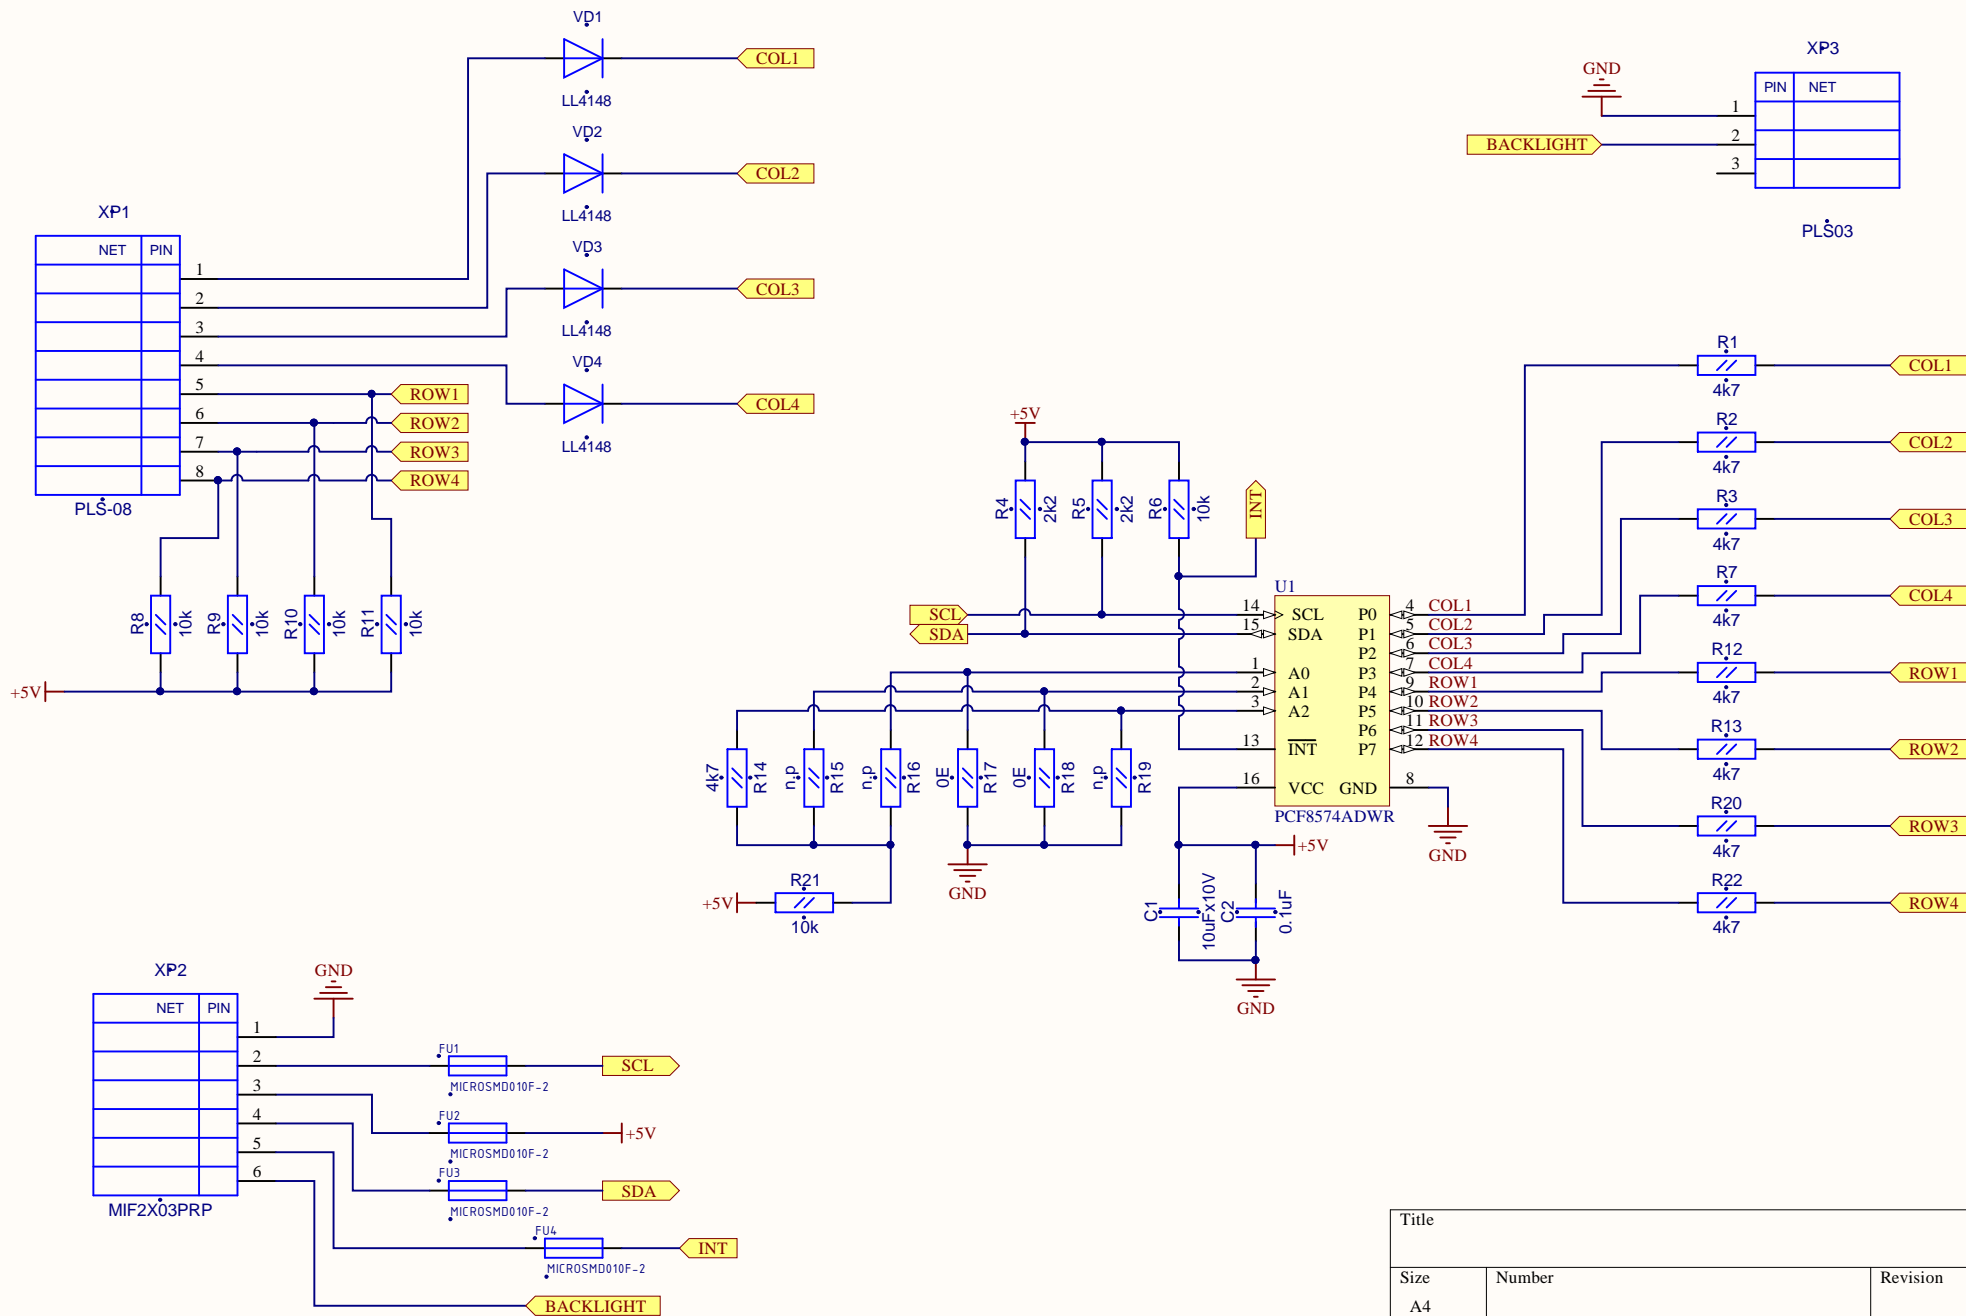 VD1
COL1
LL4148
VD2
COL2
LL4148
VD3
COL3
LL4148
VD4
COL4
LL4148
XP1
NET PIN
1
2
3
4
5
6
7
8
PLS-08
ROW1
ROW2
ROW3
ROW4
R8 10k
R9 10k
R10 10k
R11 10k
+5V
XP3
PIN NET
1
2
3
PLS03
GND
BACKLIGHT
+5V
R4 2k2
R5 2k2
R6 10k
INT
SCL
SDA
U1
14 SCL
15 SDA
1 A0
2 A1
3 A2
13 INT
16 VCC
P0 4 COL1
P1 5 COL2
P2 6 COL3
P3 7 COL4
P4 9 ROW1
P5 10 ROW2
P6 11 ROW3
P7 12 ROW4
GND 8
PCF8574ADWR
GND
4k7 R14
n.p R15
n.p R16
0E R17
0E R18
n.p R19
+5V
R21
10k
GND
+5V
C1 10uFx10V
C2 0.1uF
GND
R1
4k7
COL1
R2
4k7
COL2
R3
4k7
COL3
R7
4k7
COL4
R12
4k7
ROW1
R13
4k7
ROW2
R20
4k7
ROW3
R22
4k7
ROW4
XP2
NET PIN
1
2
3
4
5
6
MIF2X03PRP
GND
FU1
MICROSMD010F-2
SCL
FU2
MICROSMD010F-2
+5V
FU3
MICROSMD010F-2
SDA
FU4
MICROSMD010F-2
INT
BACKLIGHT
Title
Size Number Revision
A4